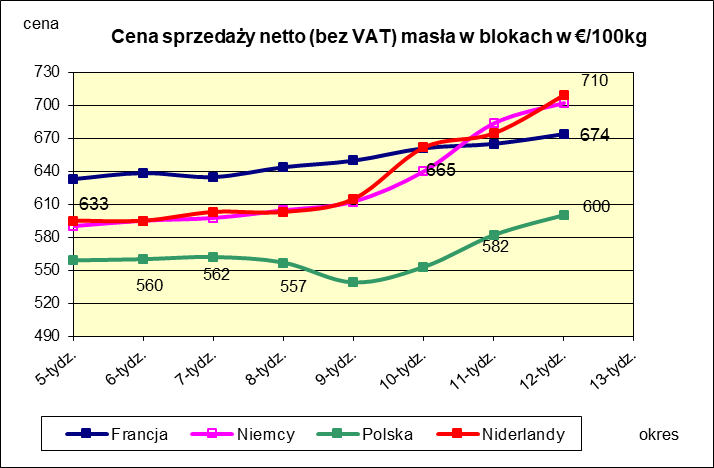 cena
Cena sprzedaży netto (bez VAT) masła w blokach w €/100kg
730
710
700
670
674
640
665
610
633
600
580
582
550
560
562
557
520
490
5-tydz.
6-tydz.
7-tydz.
8-tydz.
9-tydz.
10-tydz.
11-tydz.
12-tydz.
13-tydz.
Francja
Niemcy
Polska
Niderlandy
okres